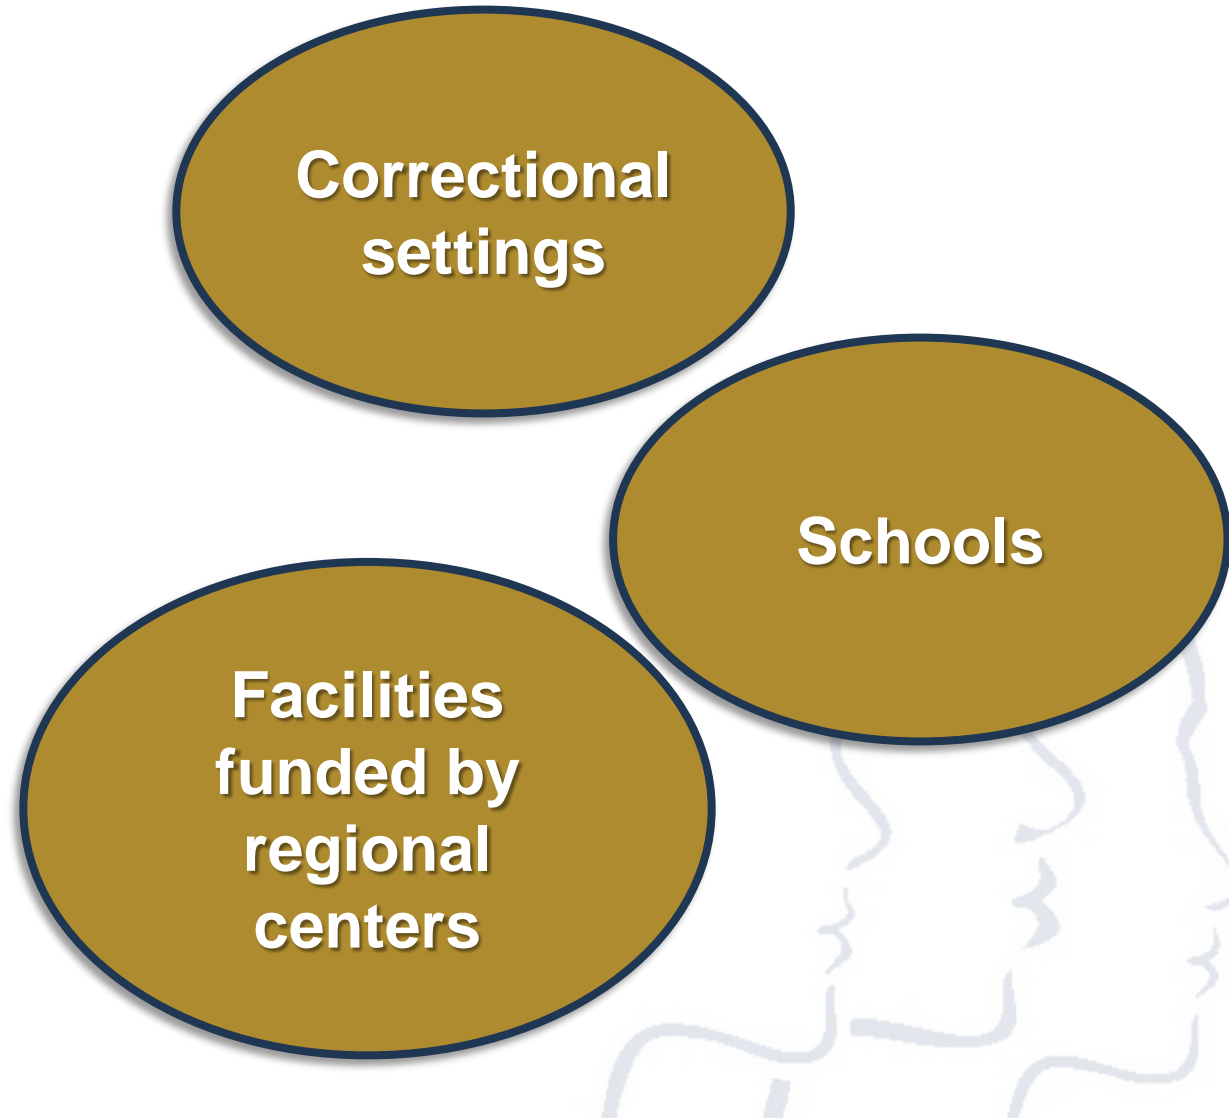 Correctional
settings
Schools
Facilities
funded by
regional
centers